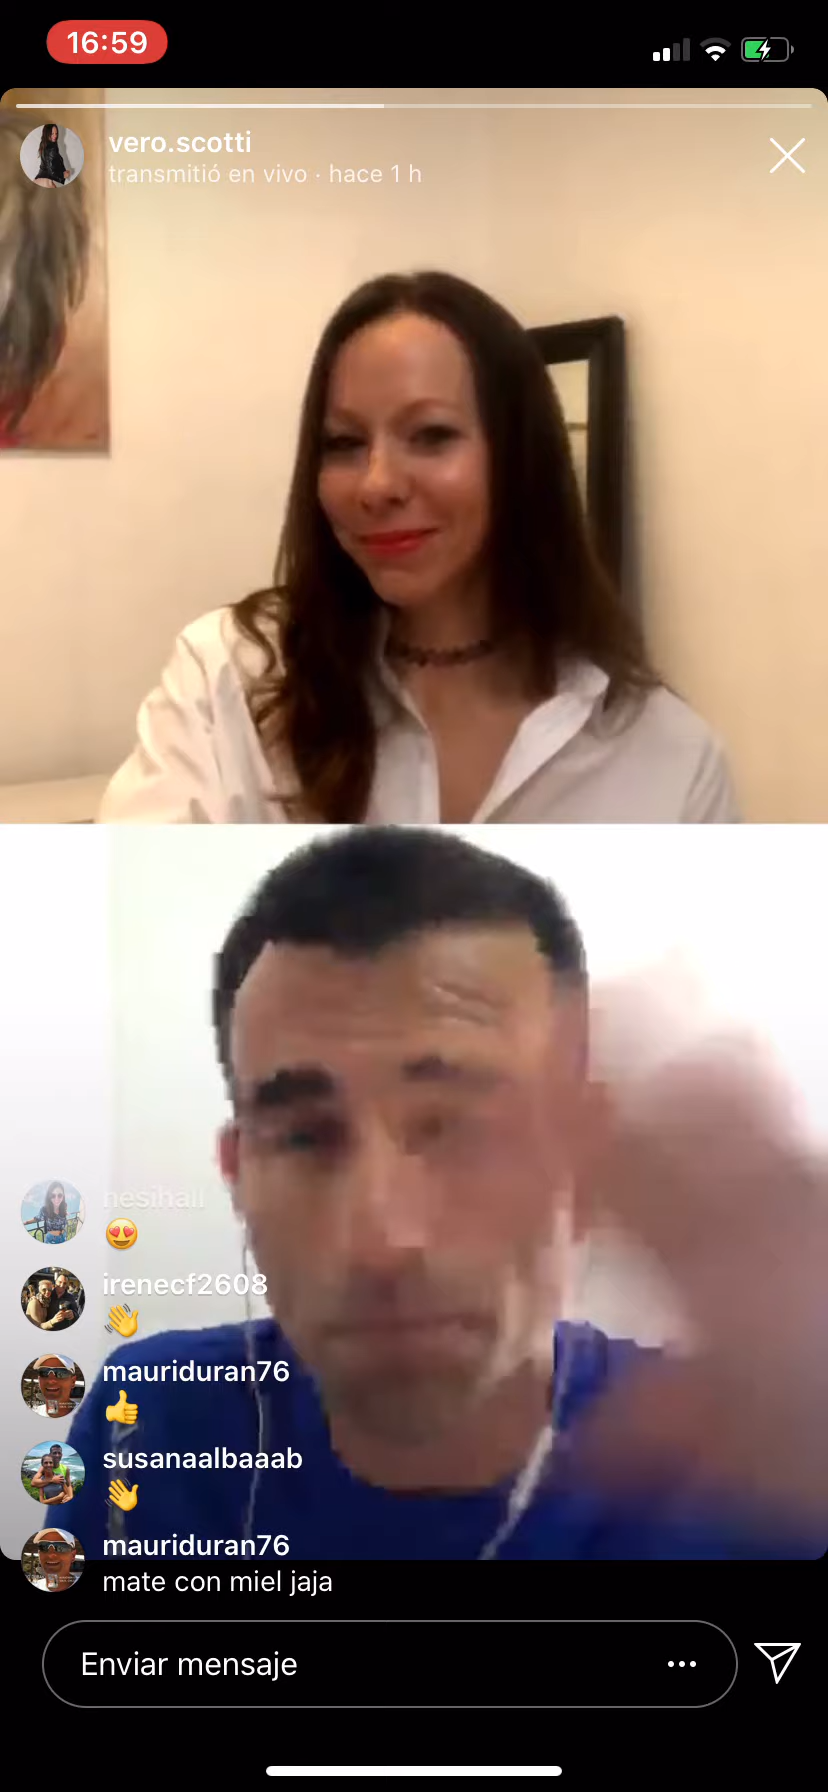 16:59
vero.scotti
transmitió en vivo · hace 1 h
nesihall
😍
irenecf2608
👋
mauriduran76
👍
susanaalbaaab
👋
mauriduran76
mate con miel jaja
Enviar mensaje